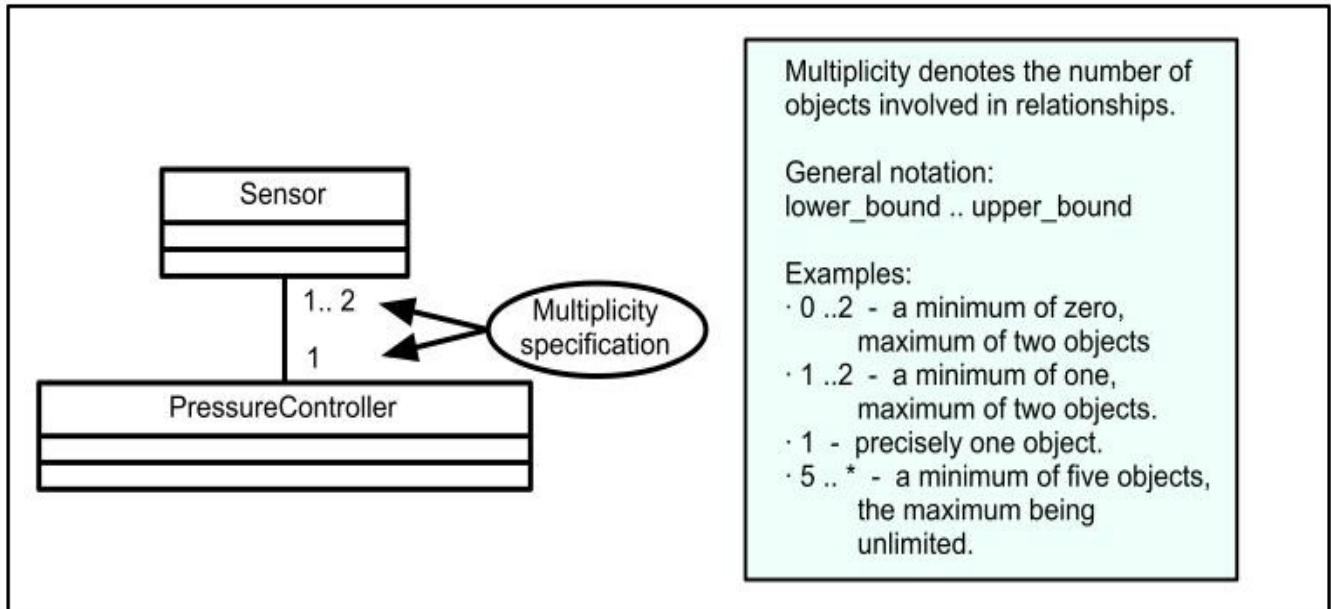 Sensor
1.. 2
1
PressureController
Multiplicity
specification
Multiplicity denotes the number of
objects involved in relationships.
General notation:
lower_bound .. upper_bound
Examples:
· 0 ..2 - a minimum of zero,
maximum of two objects
· 1 ..2 - a minimum of one,
maximum of two objects.
· 1 - precisely one object.
· 5 .. * - a minimum of five objects,
the maximum being
unlimited.